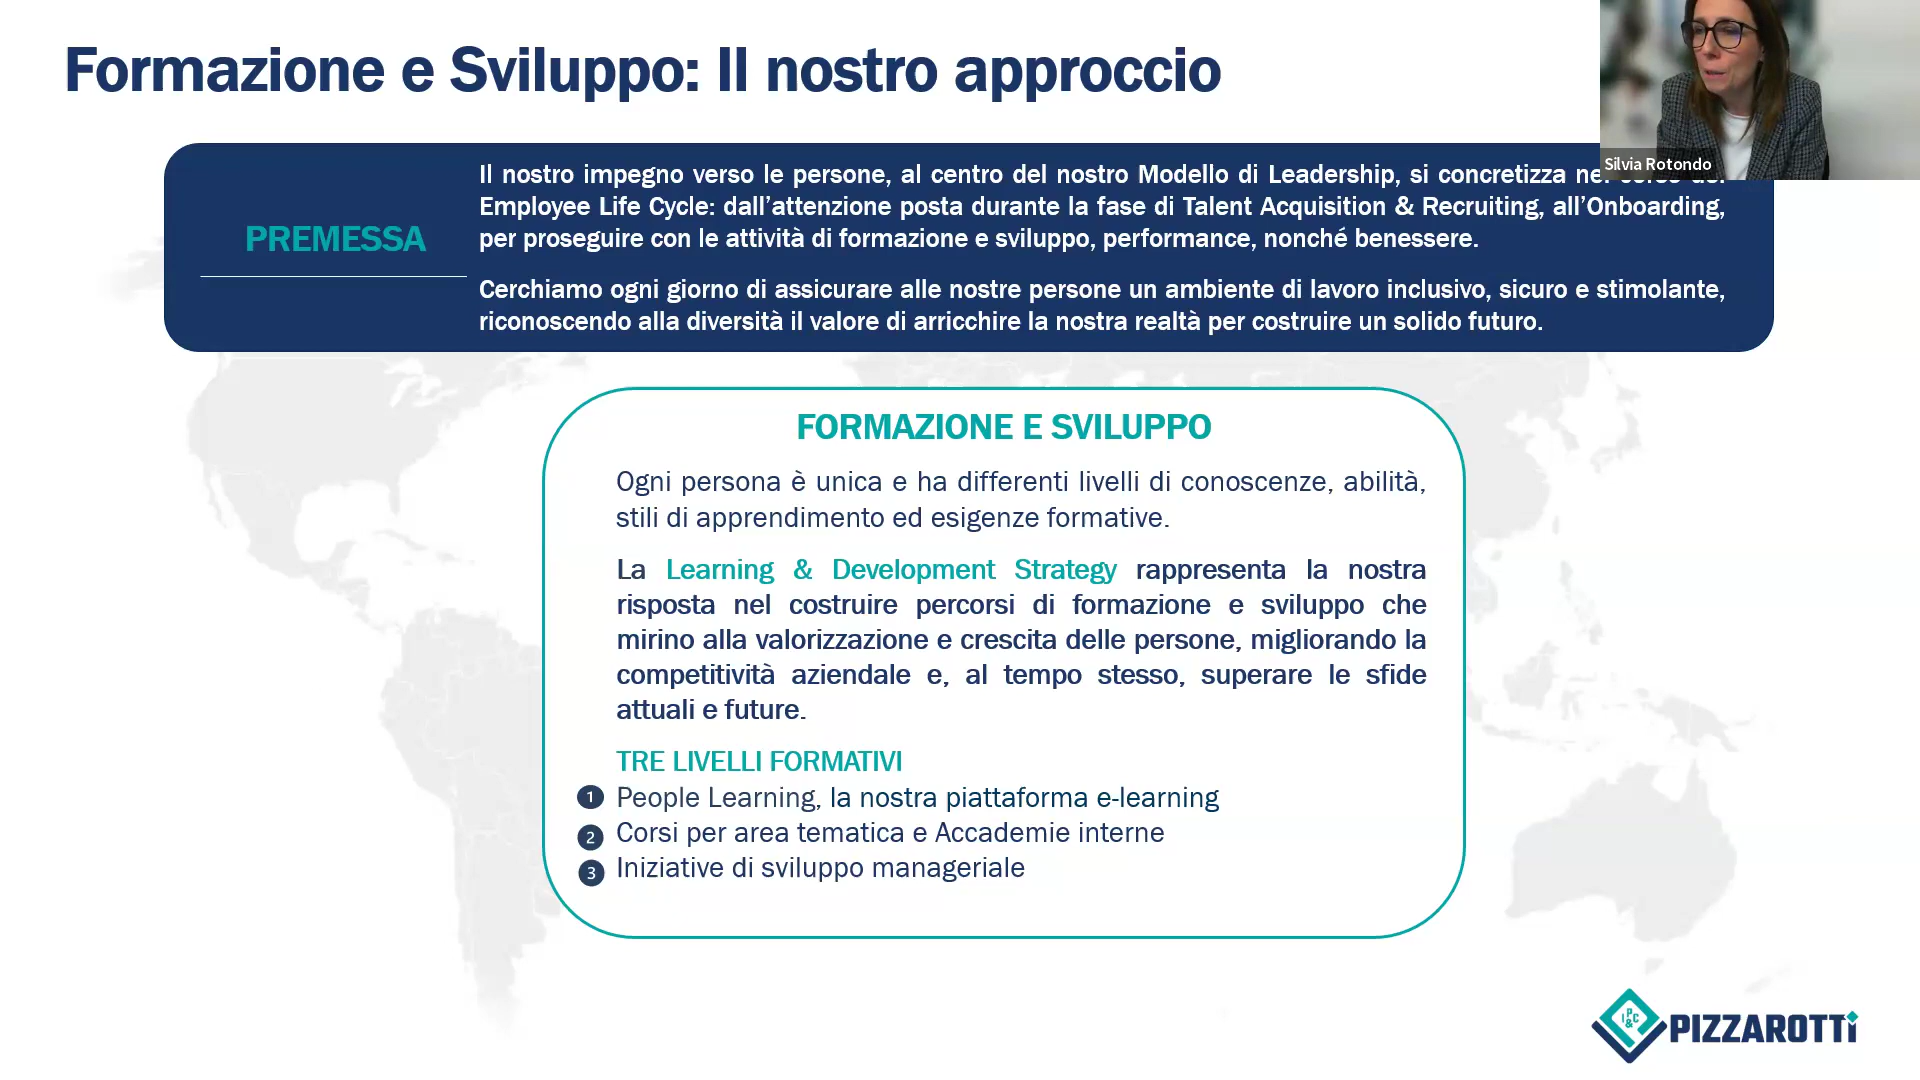 Formazione e Sviluppo: Il nostro approccio
Silvia Rotondo
PREMESSA
Il nostro impegno verso le persone, al centro del nostro Modello di Leadership, si concretizza
Employee Life Cycle: dall’attenzione posta durante la fase di Talent Acquisition & Recruiting, all’Onboarding,
per proseguire con le attività di formazione e sviluppo, performance, nonché benessere.
Cerchiamo ogni giorno di assicurare alle nostre persone un ambiente di lavoro inclusivo, sicuro e stimolante,
riconoscendo alla diversità il valore di arricchire la nostra realtà per costruire un solido futuro.
FORMAZIONE E SVILUPPO
Ogni persona è unica e ha differenti livelli di conoscenze, abilità,
stili di apprendimento ed esigenze formative.
La Learning & Development Strategy rappresenta la nostra
risposta nel costruire percorsi di formazione e sviluppo che
mirino alla valorizzazione e crescita delle persone, migliorando la
competitività aziendale e, al tempo stesso, superare le sfide
attuali e future.
TRE LIVELLI FORMATIVI
1 People Learning, la nostra piattaforma e-learning
2 Corsi per area tematica e Accademie interne
3 Iniziative di sviluppo manageriale
IP&C
PIZZAROTTI